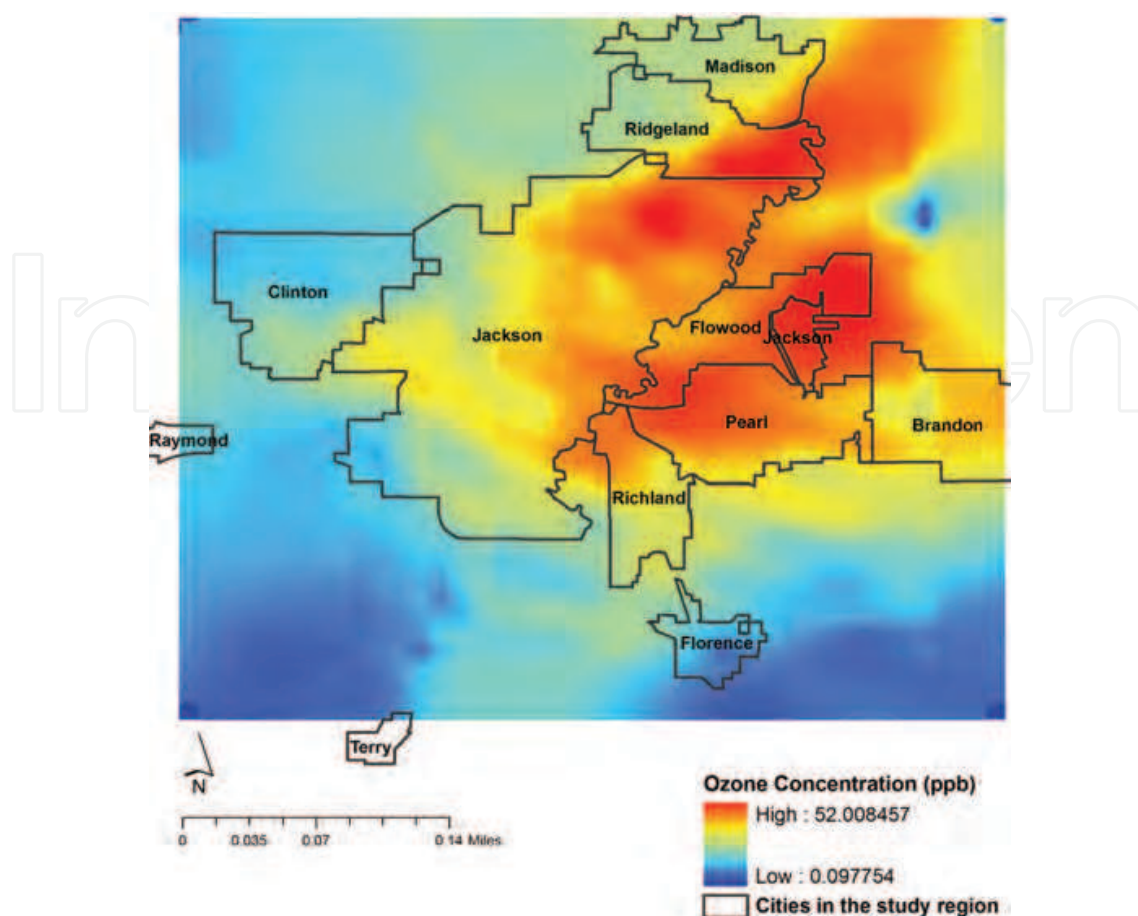 Madison
Ridgeland
Clinton
Jackson
Flowood
Jackson
Pearl
Brandon
Raymond
Richland
Florence
Terry
N
0 0.035 0.07 0.14 Miles
Ozone Concentration (ppb)
High : 52.008457
Low : 0.097754
Cities in the study region